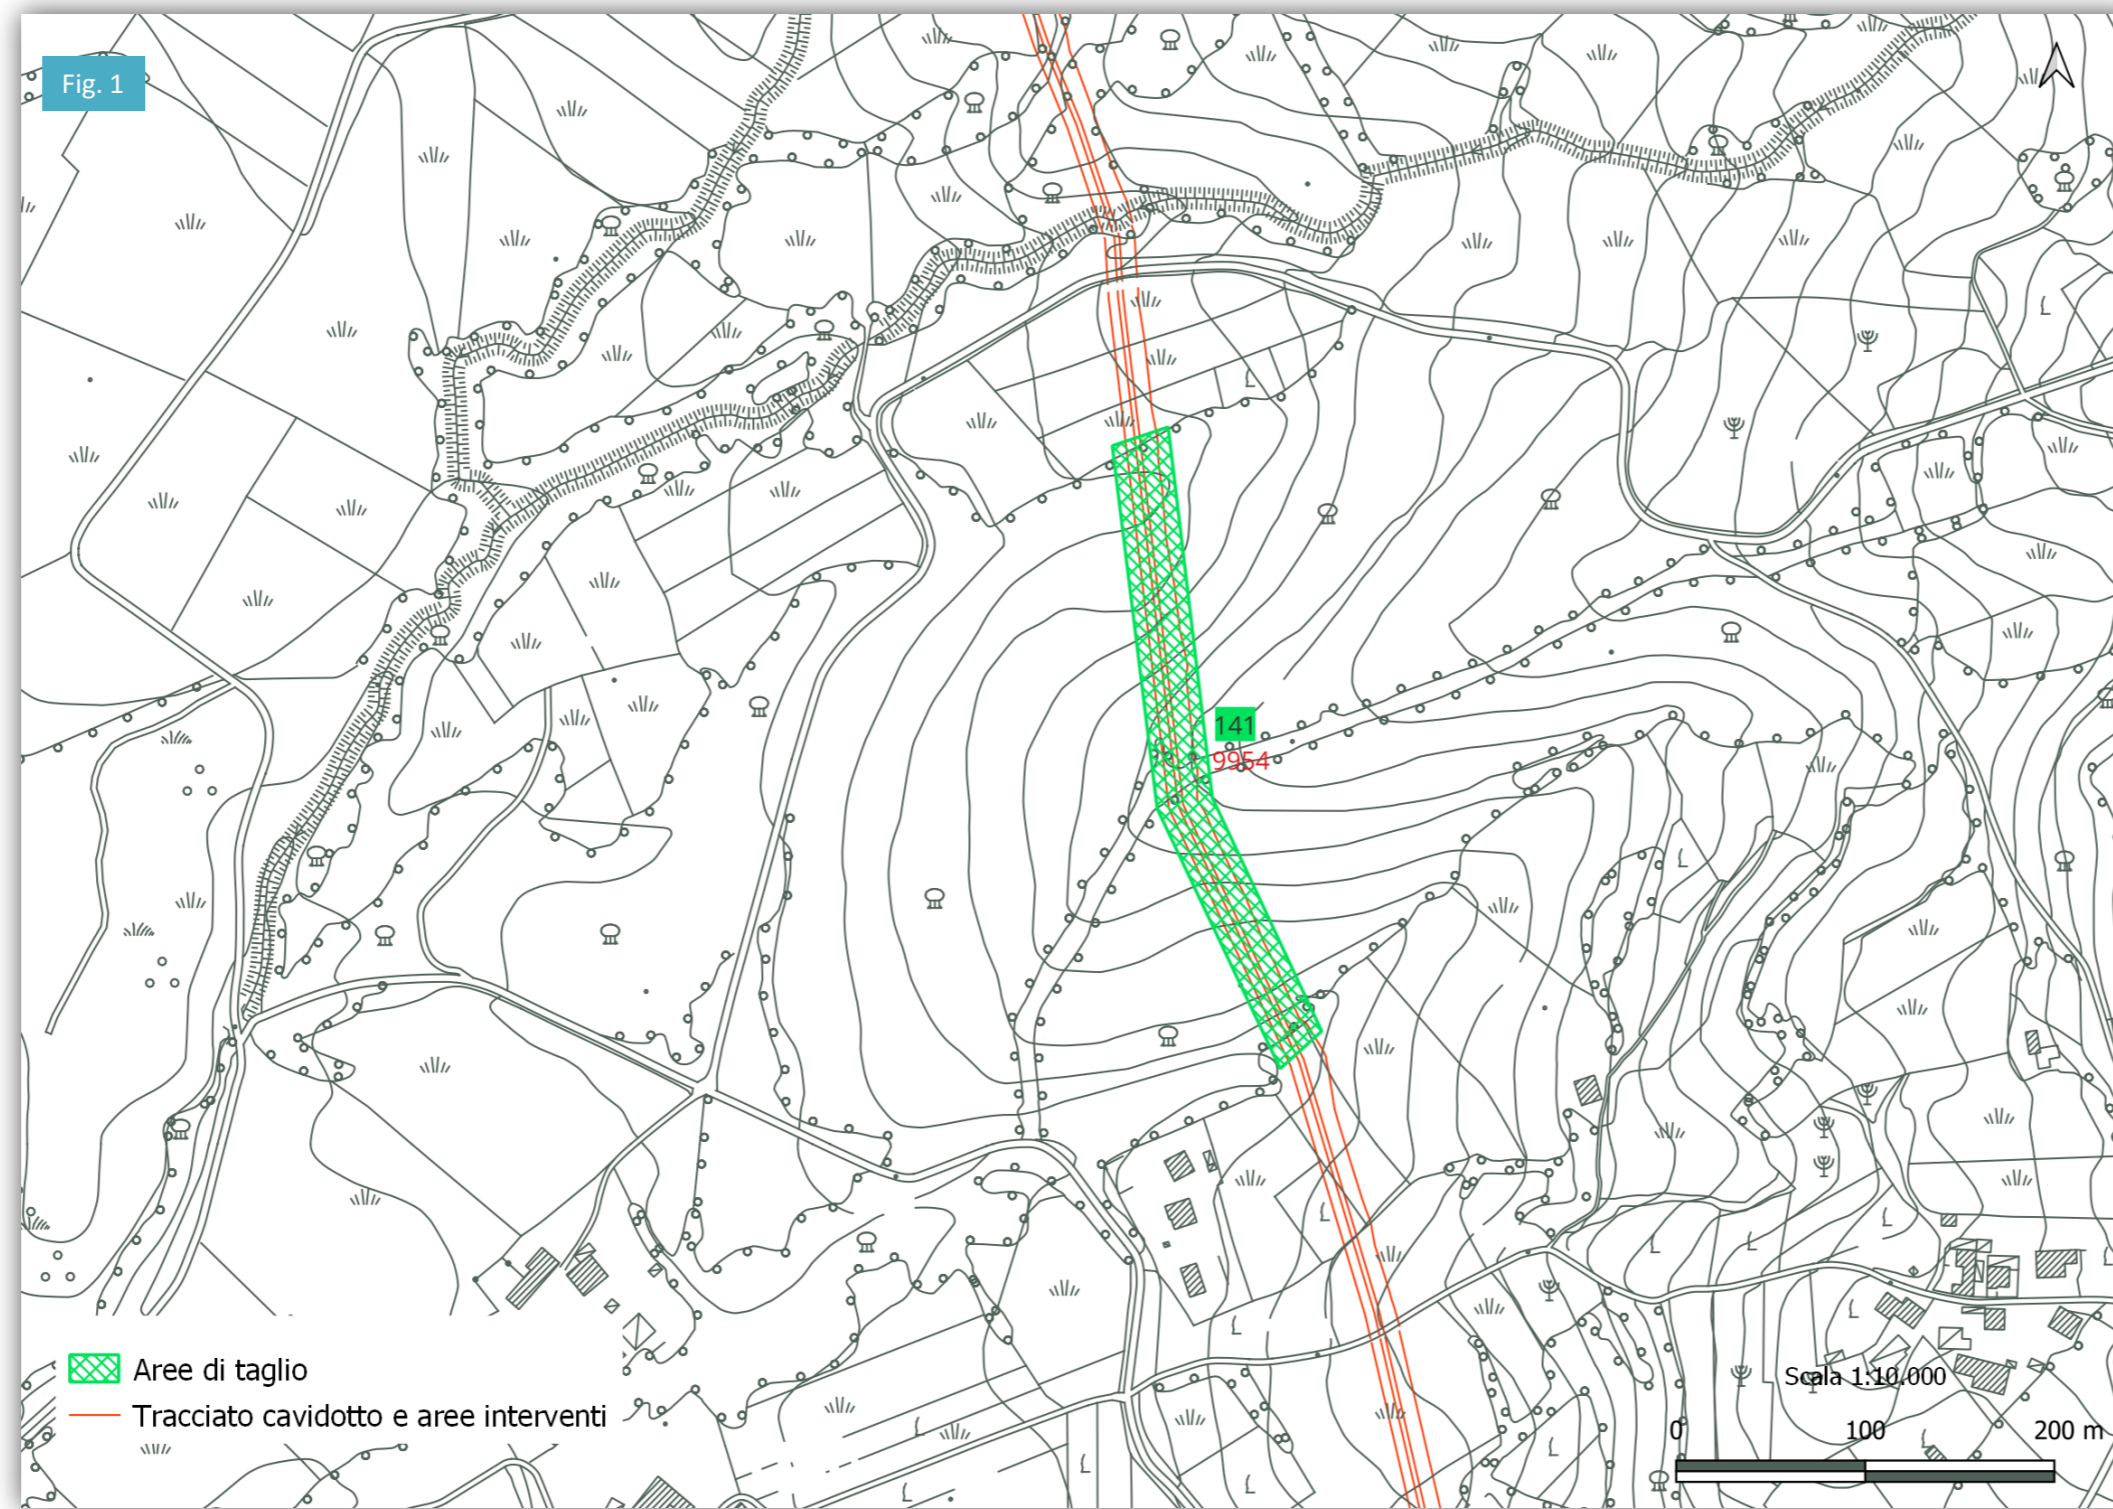 Fig. 1
141
9954
Aree di taglio
Tracciato cavidotto e aree interventi
Scala 1:10.000
0 100 200 m